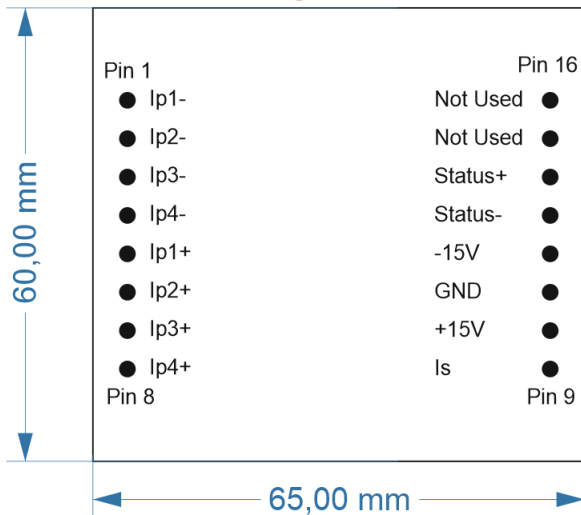 Pin 1 Pin 16
Ip1- Not Used
Ip2- Not Used
Ip3- Status+
Ip4- Status-
Ip1+ -15V
Ip2+ GND
Ip3+ +15V
Ip4+ Is
Pin 8 Pin 9
60,00 mm
65,00 mm